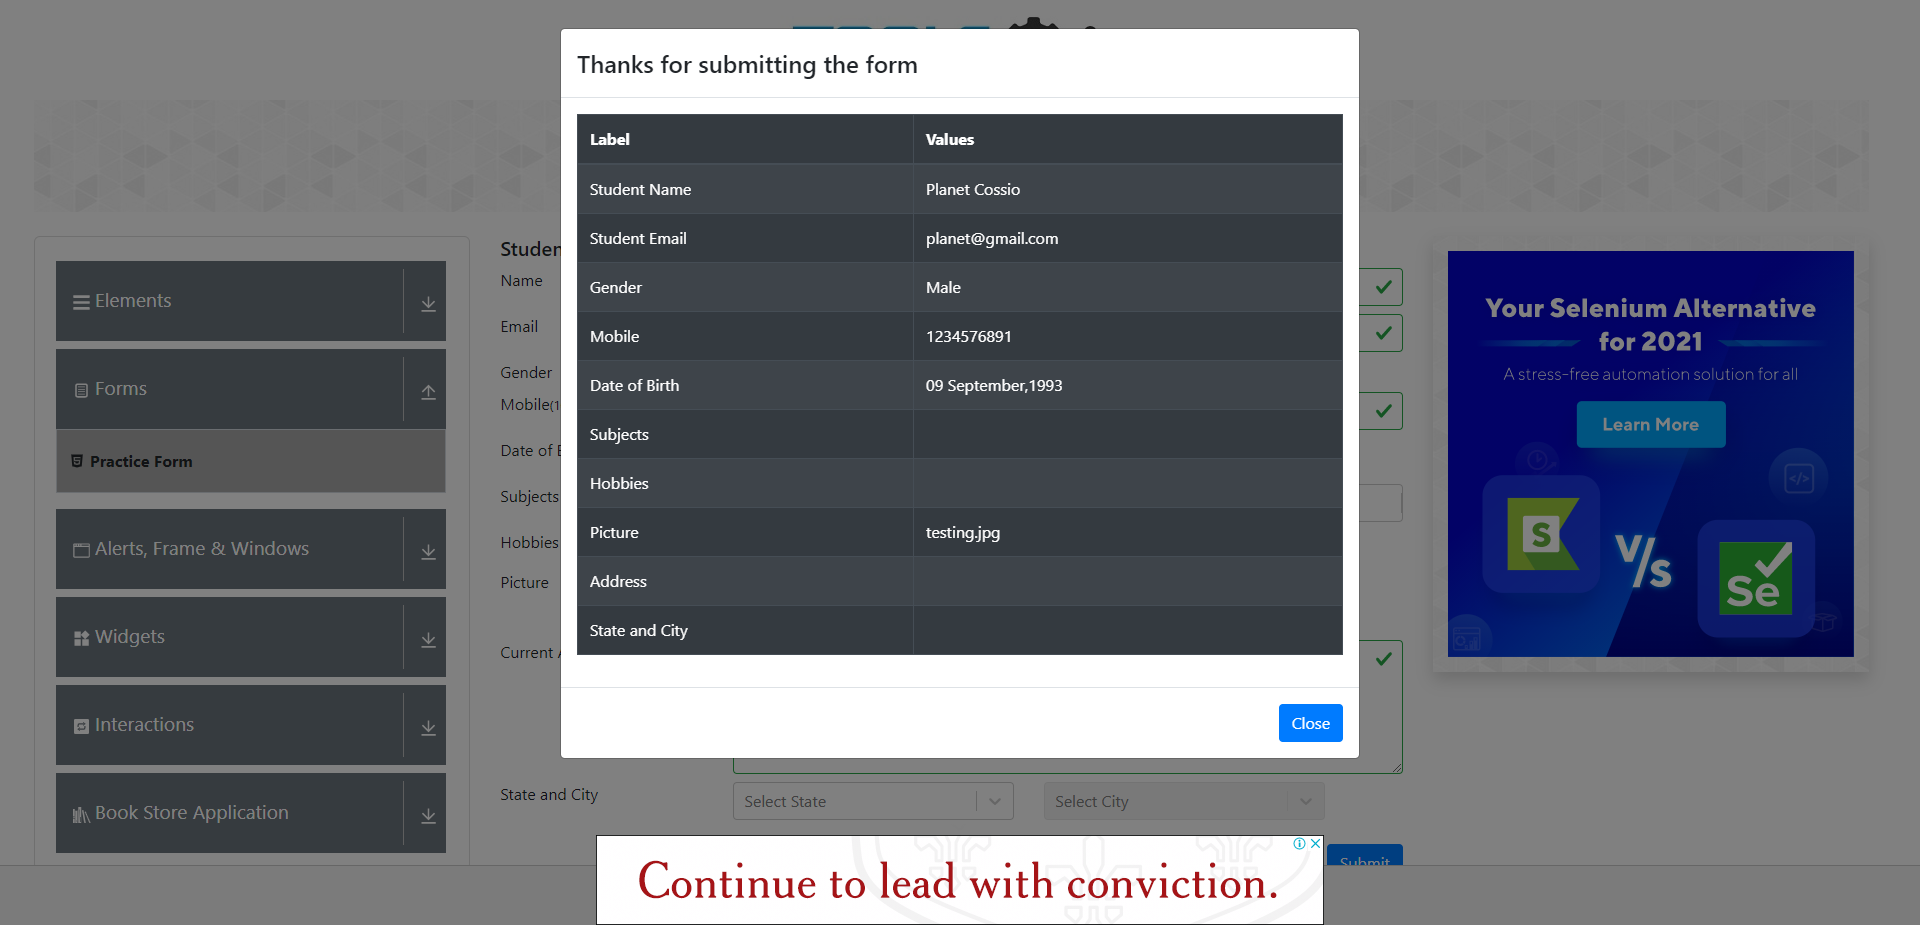 Thanks for submitting the form
Label Values
Student Name Planet Cossio
Student Email planet@gmail.com
Gender Male
Mobile 1234576891
Date of Birth 09 September,1993
Subjects
Hobbies
Picture testing.jpg
Address
State and City
Close
Elements
Forms
Practice Form
Alerts, Frame & Windows
Widgets
Interactions
Book Store Application
Name
Email
Gender
Date of
Subjects
Hobbies
Picture
Current
State and City
Select State
Select City
Submit
Your Selenium Alternative
for 2021
A stress-free automation solution for all
Learn More
S
V/s
Se
</>
Continue to lead with conviction.